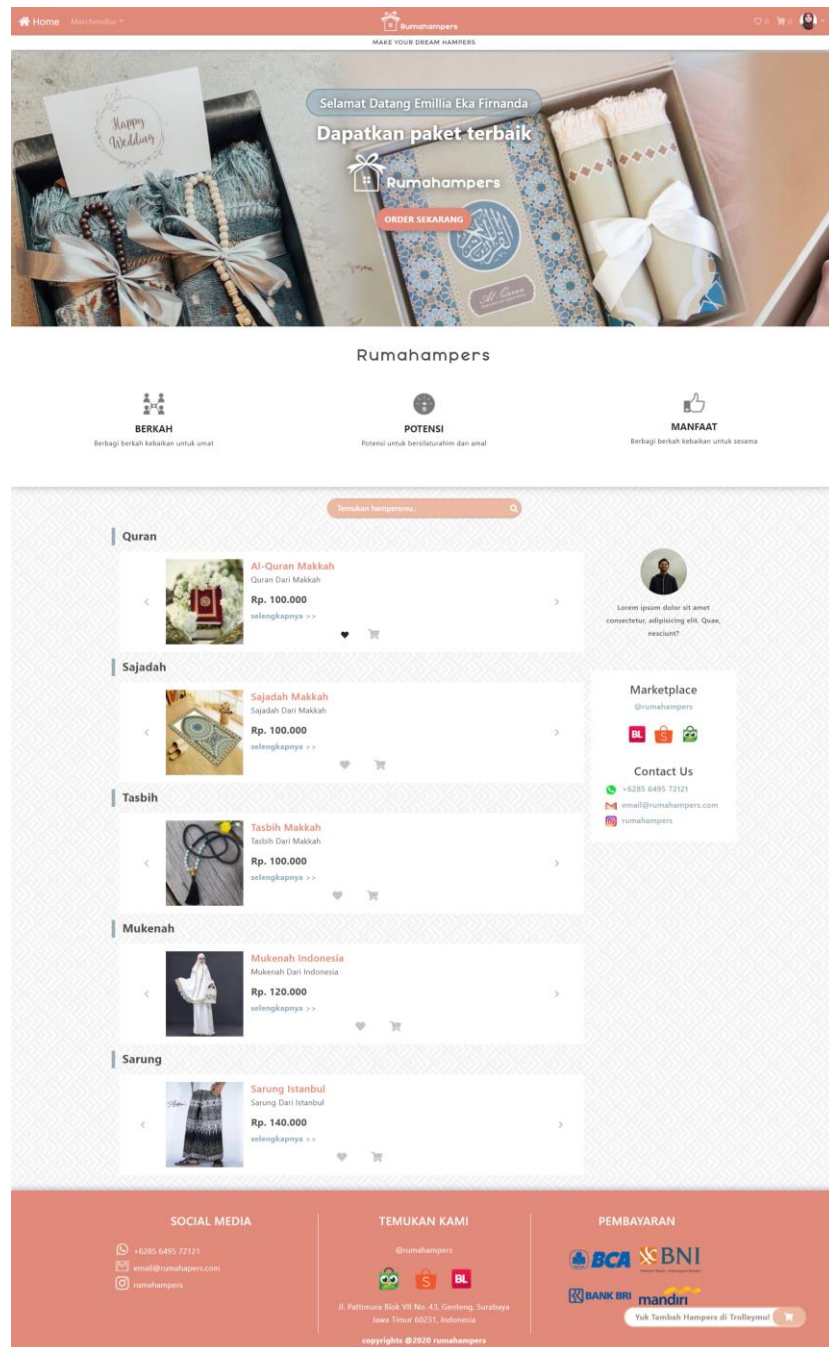 Home Marchendise
Rumahampers
0 0
MAKE YOUR DREAM HAMPERS
Happy
Wedding
Selamat Datang Emillia Eka Firnanda
Dapatkan paket terbaik
Rumahampers
ORDER SEKARANG
Al-Quran
Rumahampers
BERKAH
Berbagi berkah kebaikan untuk umat
POTENSI
Potensi untuk bersilaturahim dan amal
MANFAAT
Berbagi berkah kebaikan untuk sesama
Temukan hampersmu..
Quran
Al-Quran Makkah
Quran Dari Makkah
Rp. 100.000
selengkapnya >>
Sajadah
Sajadah Makkah
Sajadah Dari Makkah
Rp. 100.000
selengkapnya >>
Tasbih
Tasbih Makkah
Tasbih Dari Makkah
Rp. 100.000
selengkapnya >>
Mukenah
Mukenah Indonesia
Mukenah Dari Indonesia
Rp. 120.000
selengkapnya >>
Sarung
Sarung Istanbul
Sarung Dari Istanbul
Rp. 140.000
selengkapnya >>
Lorem ipsum dolor sit amet
consectetur, adipisicing elit. Quae,
nesciunt?
Marketplace
@rumahampers
BL
Contact Us
+6285 6495 72121
email@rumahampers.com
rumahampers
SOCIAL MEDIA
+6285 6495 72121
email@rumahapers.com
rumahampers
TEMUKAN KAMI
@rumahampers
BL
Jl. Pattimura Blok VII No. 43, Genteng, Surabaya
Jawa Timur 60231, Indonesia
copyrights @2020 rumahampers
PEMBAYARAN
BCA BNI
BANK BRI mandiri
Yuk Tambah Hampers di Trolleymu!